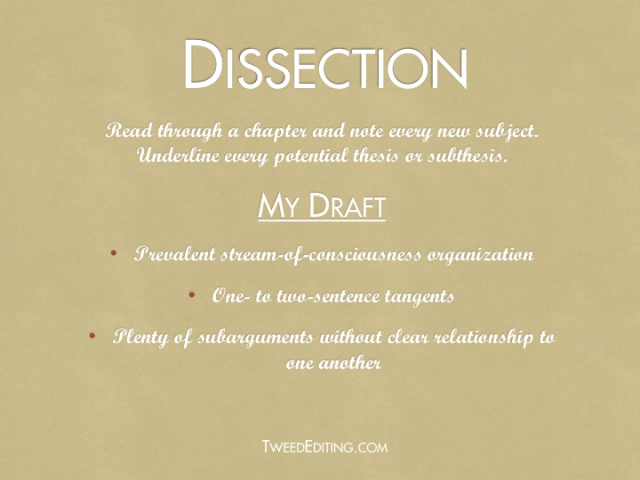 Dissection
Read through a chapter and note every new subject.
Underline every potential thesis or subthesis.
My Draft
• Prevalent stream-of-consciousness organization
• One- to two-sentence tangents
• Plenty of subarguments without clear relationship to
one another
TweedEditing.com